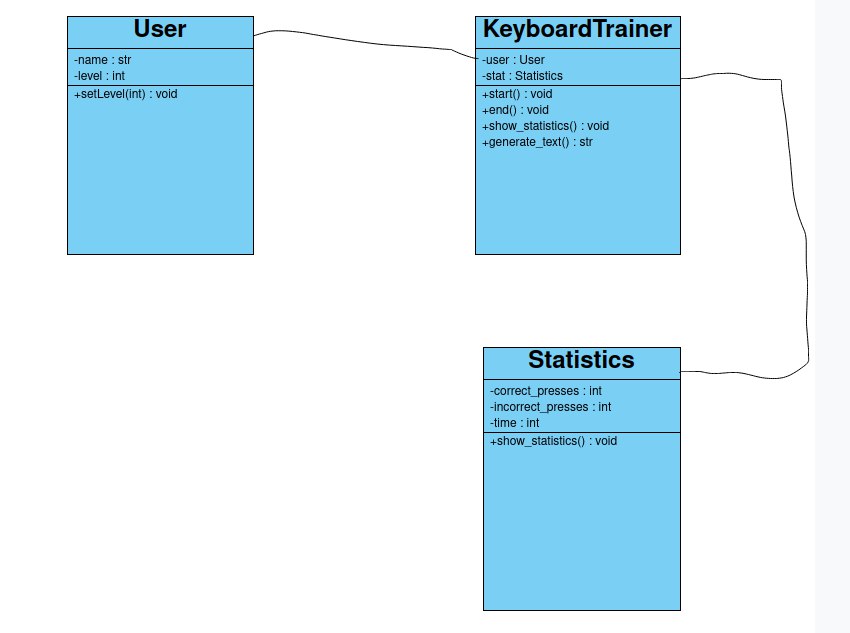 User
-name : str
-level : int
+setLevel(int) : void
KeyboardTrainer
-user : User
-stat : Statistics
+start() : void
+end() : void
+show_statistics() : void
+generate_text() : str
Statistics
-correct_presses : int
-incorrect_presses : int
-time : int
+show_statistics() : void